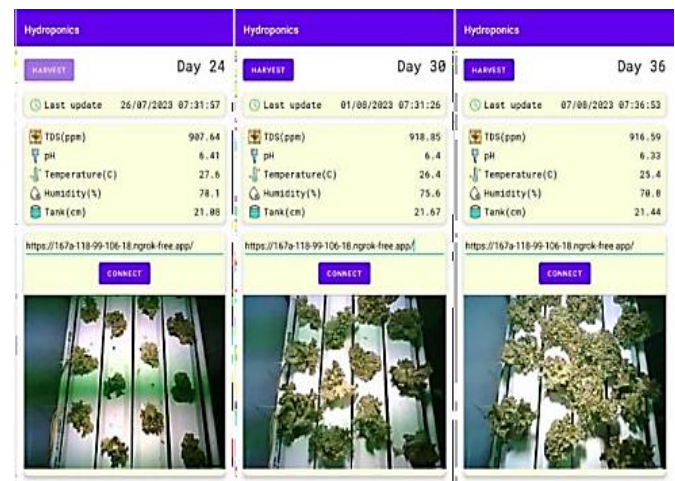 Hydroponics
HARVEST
Day 24
Last update 26/07/2023 07:31:57
TDS(ppm) 907.64
pH 6.41
Temperature(C) 27.6
Humidity(%) 78.1
Tank(cm) 21.08
https://167a-118-99-106-18.ngrok-free.app/
CONNECT
Hydroponics
HARVEST
Day 30
Last update 01/08/2023 07:31:26
TDS(ppm) 918.85
pH 6.4
Temperature(C) 26.4
Humidity(%) 75.6
Tank(cm) 21.67
https://167a-118-99-106-18.ngrok-free.app/
CONNECT
Hydroponics
HARVEST
Day 36
Last update 07/08/2023 07:36:53
TDS(ppm) 916.59
pH 6.33
Temperature(C) 25.4
Humidity(%) 70.8
Tank(cm) 21.44
https://167a-118-99-106-18.ngrok-free.app/
CONNECT